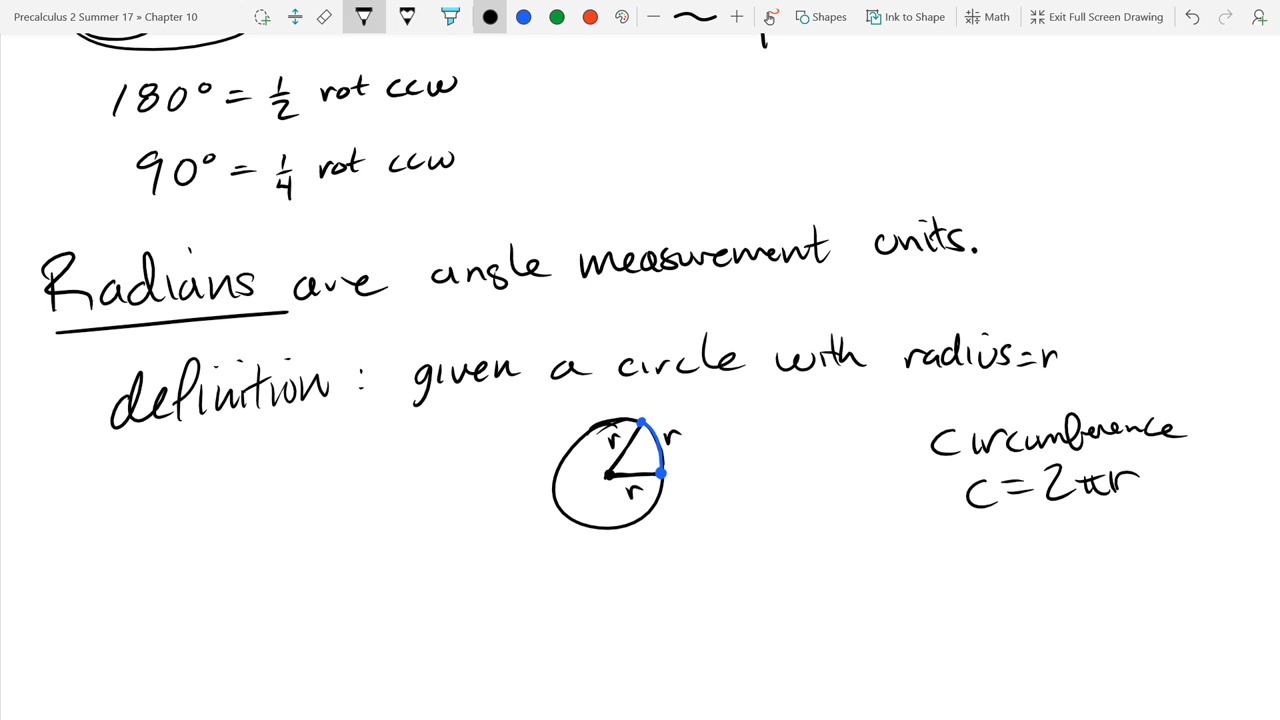 Precalculus 2 Summer 17 » Chapter 10
Shapes
Ink to Shape
Math
Exit Full Screen Drawing
180° = 1/2 rot ccw
90° = 1/4 rot ccw
Radians are angle measurement units.
definition: given a circle with radius=r
r
r
r
circumference
c=2πr